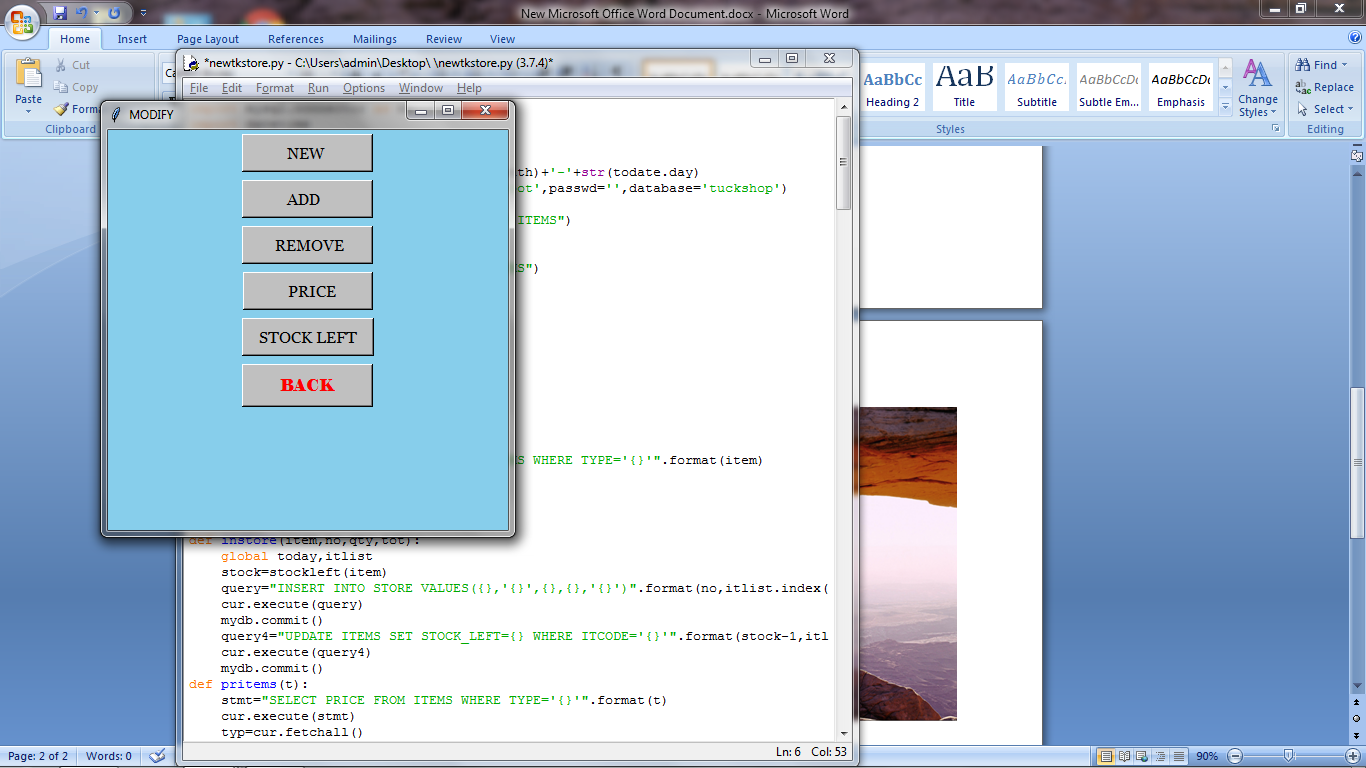 New Microsoft Office Word Document.docx - Microsoft Word
Home Insert Page Layout References Mailings Review View
Paste
Cut
Copy
Clipboard
AaBbCc AaB AaBbCc. AaBbCcDc AaBbCcDc
Heading 2 Title Subtitle Subtle Em... Emphasis
Change Styles
Styles
Find
Replace
Select
Editing
*newtkstore.py - C:\Users\admin\Desktop\ \newtkstore.py (3.7.4)*
File Edit Format Run Options Window Help
MODIFY
NEW
ADD
REMOVE
PRICE
STOCK LEFT
BACK
th)+'-'+str(todate.day)
ot',passwd='',database='tuckshop')
ITEMS")
S")
S WHERE TYPE='{}'".format(item)
def instore(item,no,qty,tot):
global today,itlist
stock=stockleft(item)
query="INSERT INTO STORE VALUES({},'{}',{},{},'{}')".format(no,itlist.index(
cur.execute(query)
mydb.commit()
query4="UPDATE ITEMS SET STOCK_LEFT={} WHERE ITCODE='{}'".format(stock-1,itl
cur.execute(query4)
mydb.commit()
def pritems(t):
stmt="SELECT PRICE FROM ITEMS WHERE TYPE='{}'".format(t)
cur.execute(stmt)
typ=cur.fetchall()
Ln: 6 Col: 53
Page: 2 of 2 Words: 0
90%